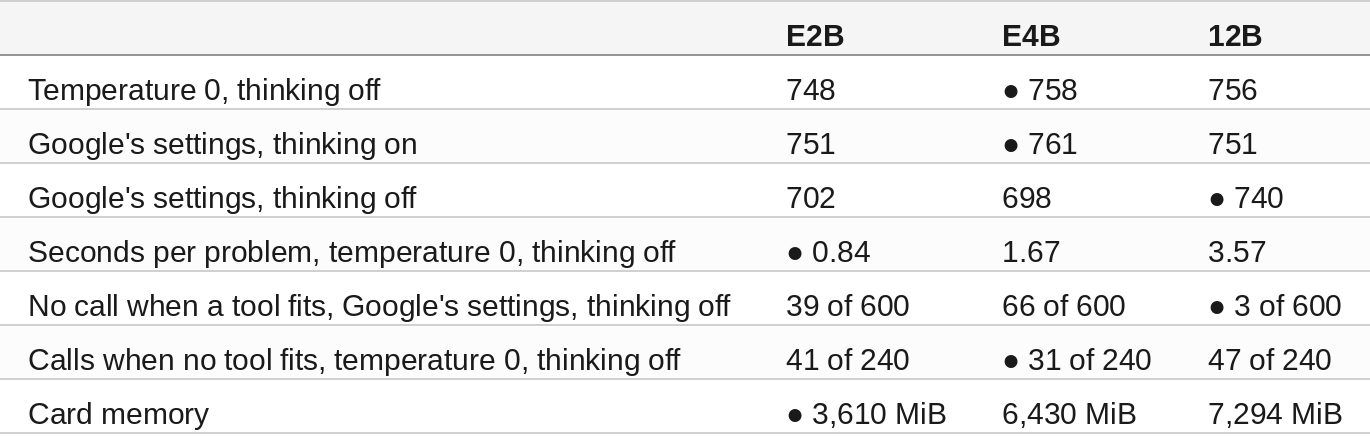 E2B E4B 12B
Temperature 0, thinking off 748 ● 758 756
Google's settings, thinking on 751 ● 761 751
Google's settings, thinking off 702 698 ● 740
Seconds per problem, temperature 0, thinking off ● 0.84 1.67 3.57
No call when a tool fits, Google's settings, thinking off 39 of 600 66 of 600 ● 3 of 600
Calls when no tool fits, temperature 0, thinking off 41 of 240 ● 31 of 240 47 of 240
Card memory ● 3,610 MiB 6,430 MiB 7,294 MiB